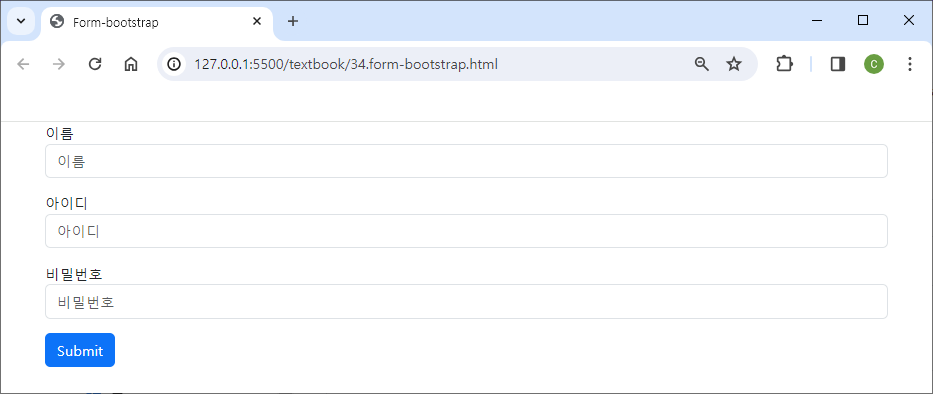 Form-bootstrap
127.0.0.1:5500/textbook/34.form-bootstrap.html
C
이름
이름
아이디
아이디
비밀번호
비밀번호
Submit